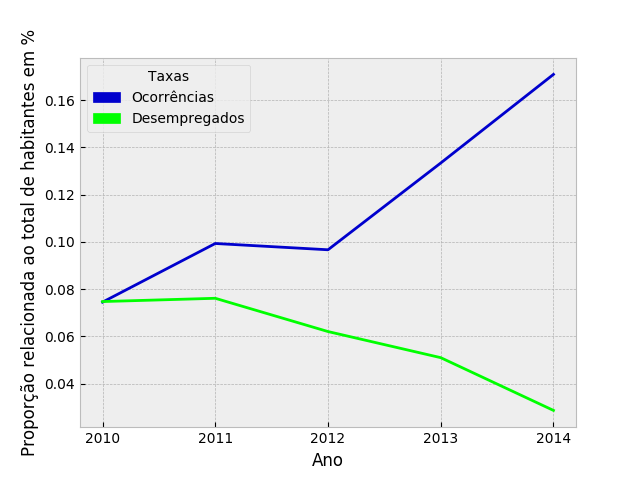 Proporção relacionada ao total de habitantes em %
Taxas
Ocorrências
Desempregados
0.16
0.14
0.12
0.10
0.08
0.06
0.04
2010 2011 2012 2013 2014
Ano